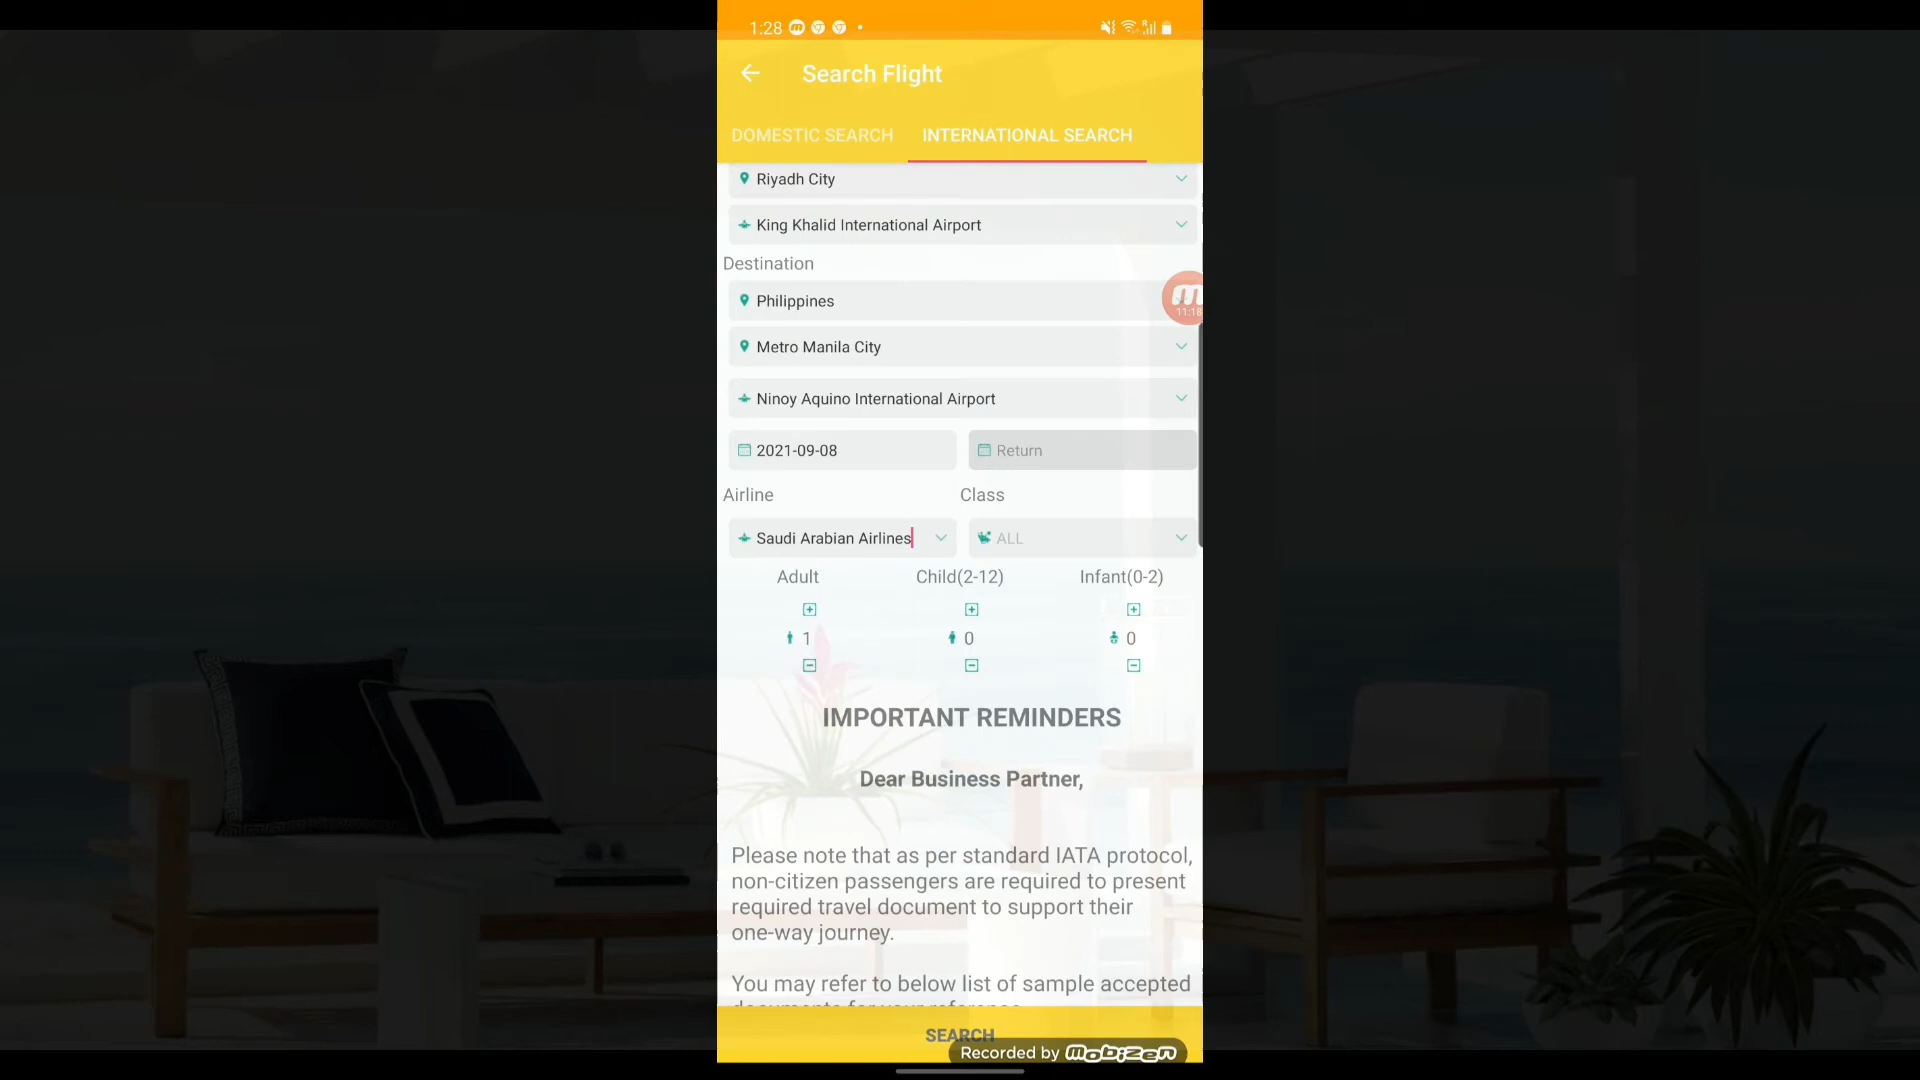 1:28
Search Flight
DOMESTIC SEARCH INTERNATIONAL SEARCH
Riyadh City
King Khalid International Airport
Destination
Philippines
11:18
Metro Manila City
Ninoy Aquino International Airport
2021-09-08 Return
Airline Class
Saudi Arabian Airlines ALL
Adult Child(2-12) Infant(0-2)
1 0 0
IMPORTANT REMINDERS
Dear Business Partner,
Please note that as per standard IATA protocol,
non-citizen passengers are required to present
required travel document to support their
one-way journey.
You may refer to below list of sample accepted
SEARCH
Recorded by mobizen